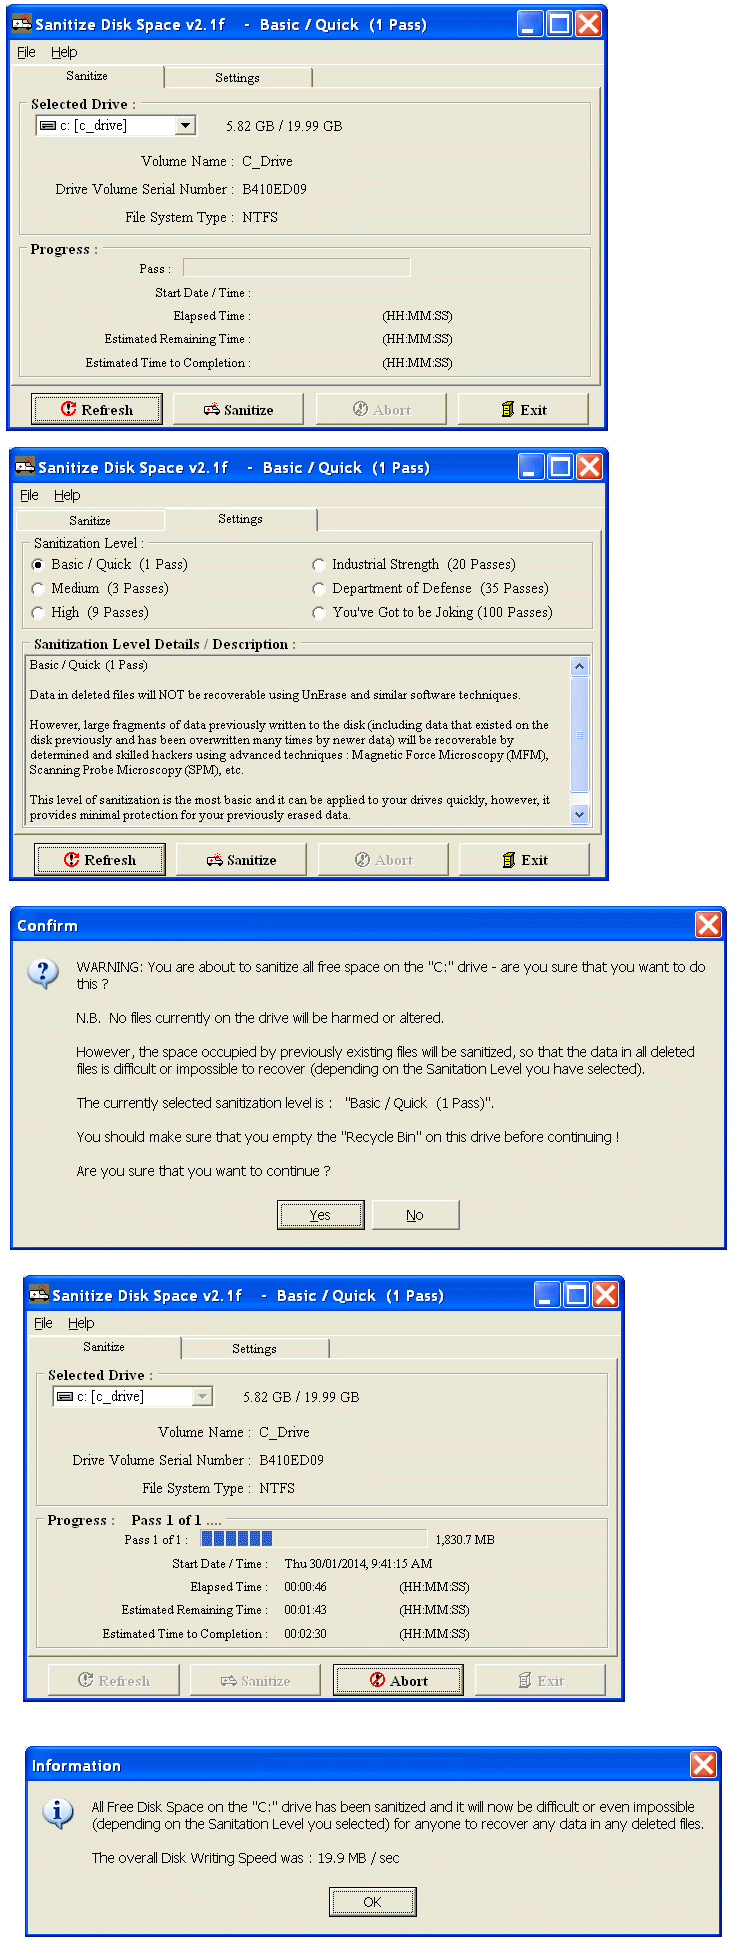 Sanitize Disk Space v2.1f - Basic / Quick (1 Pass)
File Help
Sanitize Settings
Selected Drive :
c: [c_drive] 5.82 GB / 19.99 GB
Volume Name : C_Drive
Drive Volume Serial Number : B410ED09
File System Type : NTFS
Progress :
Pass :
Start Date / Time :
Elapsed Time : (HH:MM:SS)
Estimated Remaining Time : (HH:MM:SS)
Estimated Time to Completion : (HH:MM:SS)
Refresh Sanitize Abort Exit
Sanitize Disk Space v2.1f - Basic / Quick (1 Pass)
File Help
Sanitize Settings
Sanitization Level :
Basic / Quick (1 Pass) Industrial Strength (20 Passes)
Medium (3 Passes) Department of Defense (35 Passes)
High (9 Passes) You've Got to be Joking (100 Passes)
Sanitization Level Details / Description :
Basic / Quick (1 Pass)
Data in deleted files will NOT be recoverable using UnErase and similar software techniques.
However, large fragments of data previously written to the disk (including data that existed on the
disk previously and has been overwritten many times by newer data) will be recoverable by
determined and skilled hackers using advanced techniques : Magnetic Force Microscopy (MFM),
Scanning Probe Microscopy (SPM), etc.
This level of sanitization is the most basic and it can be applied to your drives quickly, however, it
provides minimal protection for your previously erased data.
Refresh Sanitize Abort Exit
Confirm
WARNING: You are about to sanitize all free space on the "C:" drive - are you sure that you want to do
this ?
N.B. No files currently on the drive will be harmed or altered.
However, the space occupied by previously existing files will be sanitized, so that the data in all deleted
files is difficult or impossible to recover (depending on the Sanitation Level you have selected).
The currently selected sanitization level is : "Basic / Quick (1 Pass)".
You should make sure that you empty the "Recycle Bin" on this drive before continuing !
Are you sure that you want to continue ?
Yes No
Sanitize Disk Space v2.1f - Basic / Quick (1 Pass)
File Help
Sanitize Settings
Selected Drive :
c: [c_drive] 5.82 GB / 19.99 GB
Volume Name : C_Drive
Drive Volume Serial Number : B410ED09
File System Type : NTFS
Progress : Pass 1 of 1 ....
Pass 1 of 1 : 1,830.7 MB
Start Date / Time : Thu 30/01/2014, 9:41:15 AM
Elapsed Time : 00:00:46 (HH:MM:SS)
Estimated Remaining Time : 00:01:43 (HH:MM:SS)
Estimated Time to Completion : 00:02:30 (HH:MM:SS)
Refresh Sanitize Abort Exit
Information
All Free Disk Space on the "C:" drive has been sanitized and it will now be difficult or even impossible
(depending on the Sanitation Level you selected) for anyone to recover any data in any deleted files.
The overall Disk Writing Speed was : 19.9 MB / sec
OK